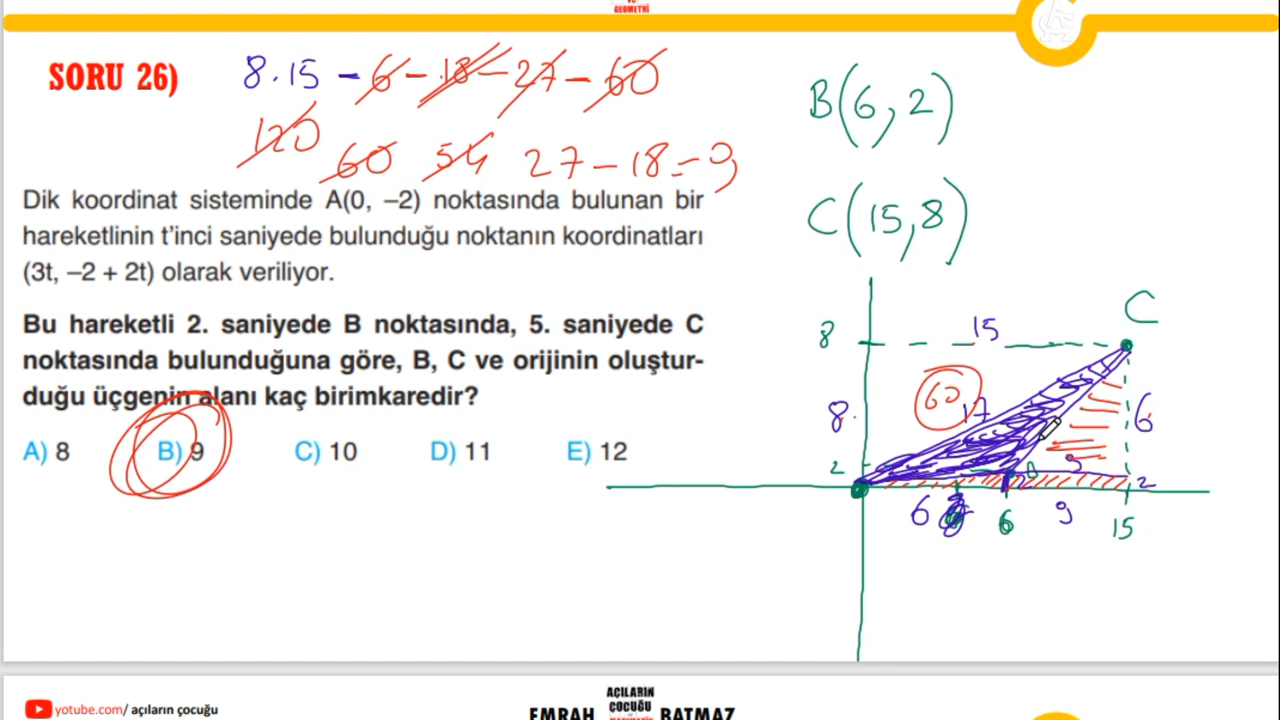 GEOMETRİ
SORU 26)
8.15 - 6 - 18 - 27 - 60
120
60 54 27 - 18 = 9
Dik koordinat sisteminde A(0, –2) noktasında bulunan bir
hareketlinin t'inci saniyede bulunduğu noktanın koordinatları
(3t, –2 + 2t) olarak veriliyor.
Bu hareketli 2. saniyede B noktasında, 5. saniyede C
noktasında bulunduğuna göre, B, C ve orijinin oluştur-
duğu üçgenin alanı kaç birimkaredir?
A) 8 B) 9 C) 10 D) 11 E) 12
B(6, 2)
C(15, 8)
C
8 15
60
8 17 6
2 B 9 2
2
6 6 9 15
yotube.com/ açıların çocuğu
EMRAH
AÇILARIN
ÇOCUĞU
BATMAZ